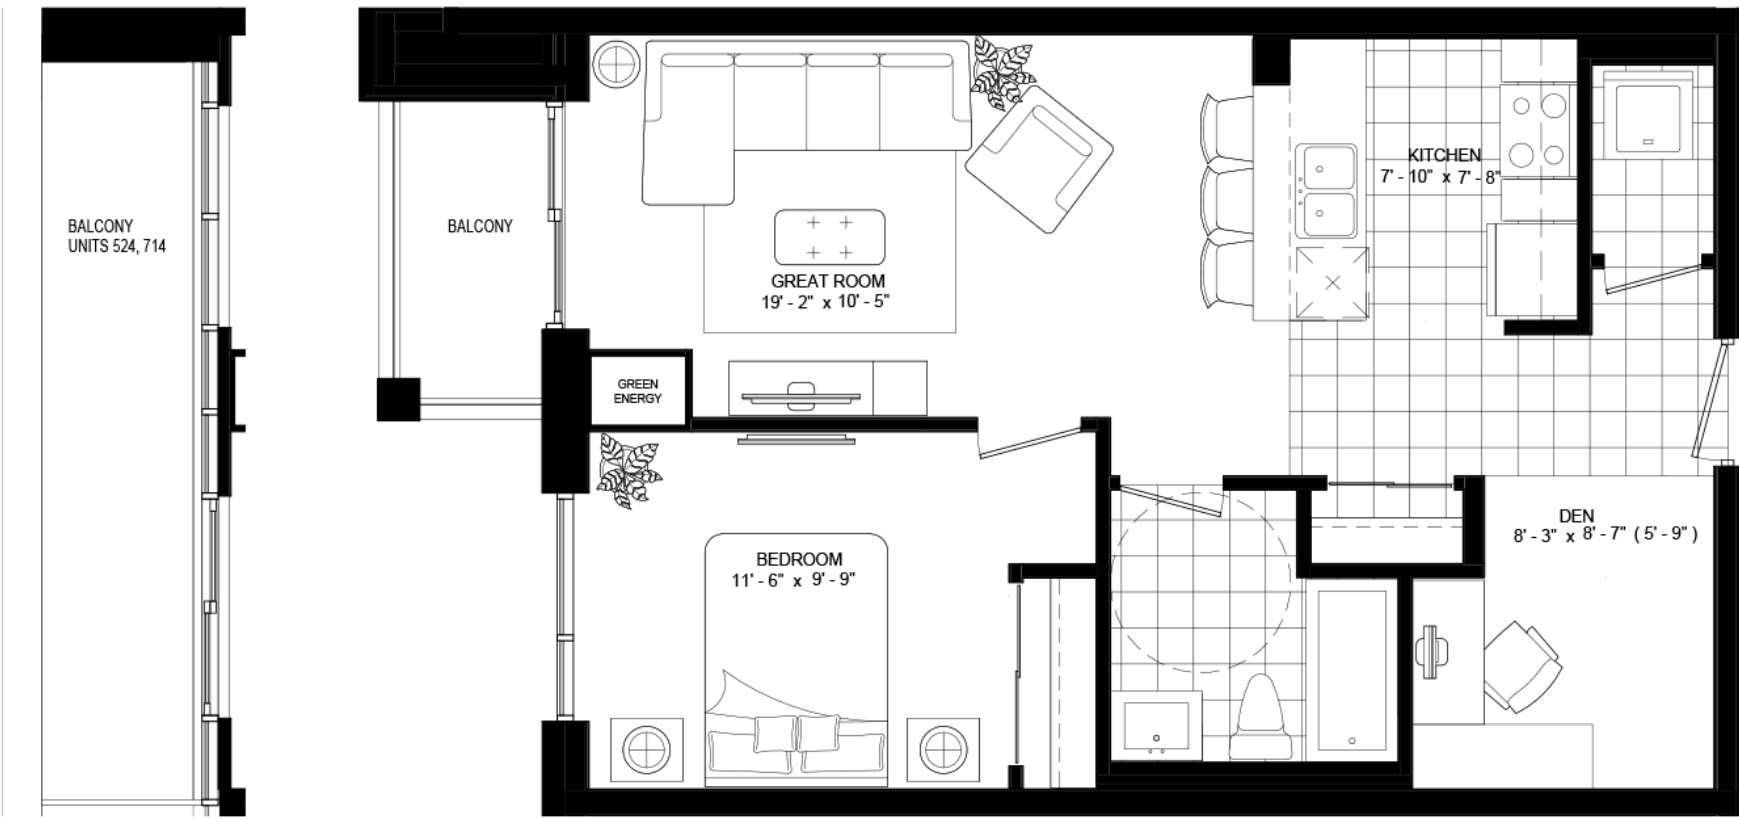 BALCONY
UNITS 524, 714
BALCONY
GREAT ROOM
19' - 2" x 10' - 5"
KITCHEN
7' - 10" x 7' - 8"
GREEN
ENERGY
BEDROOM
11' - 6" x 9' - 9"
DEN
8' - 3" x 8' - 7" ( 5' - 9" )